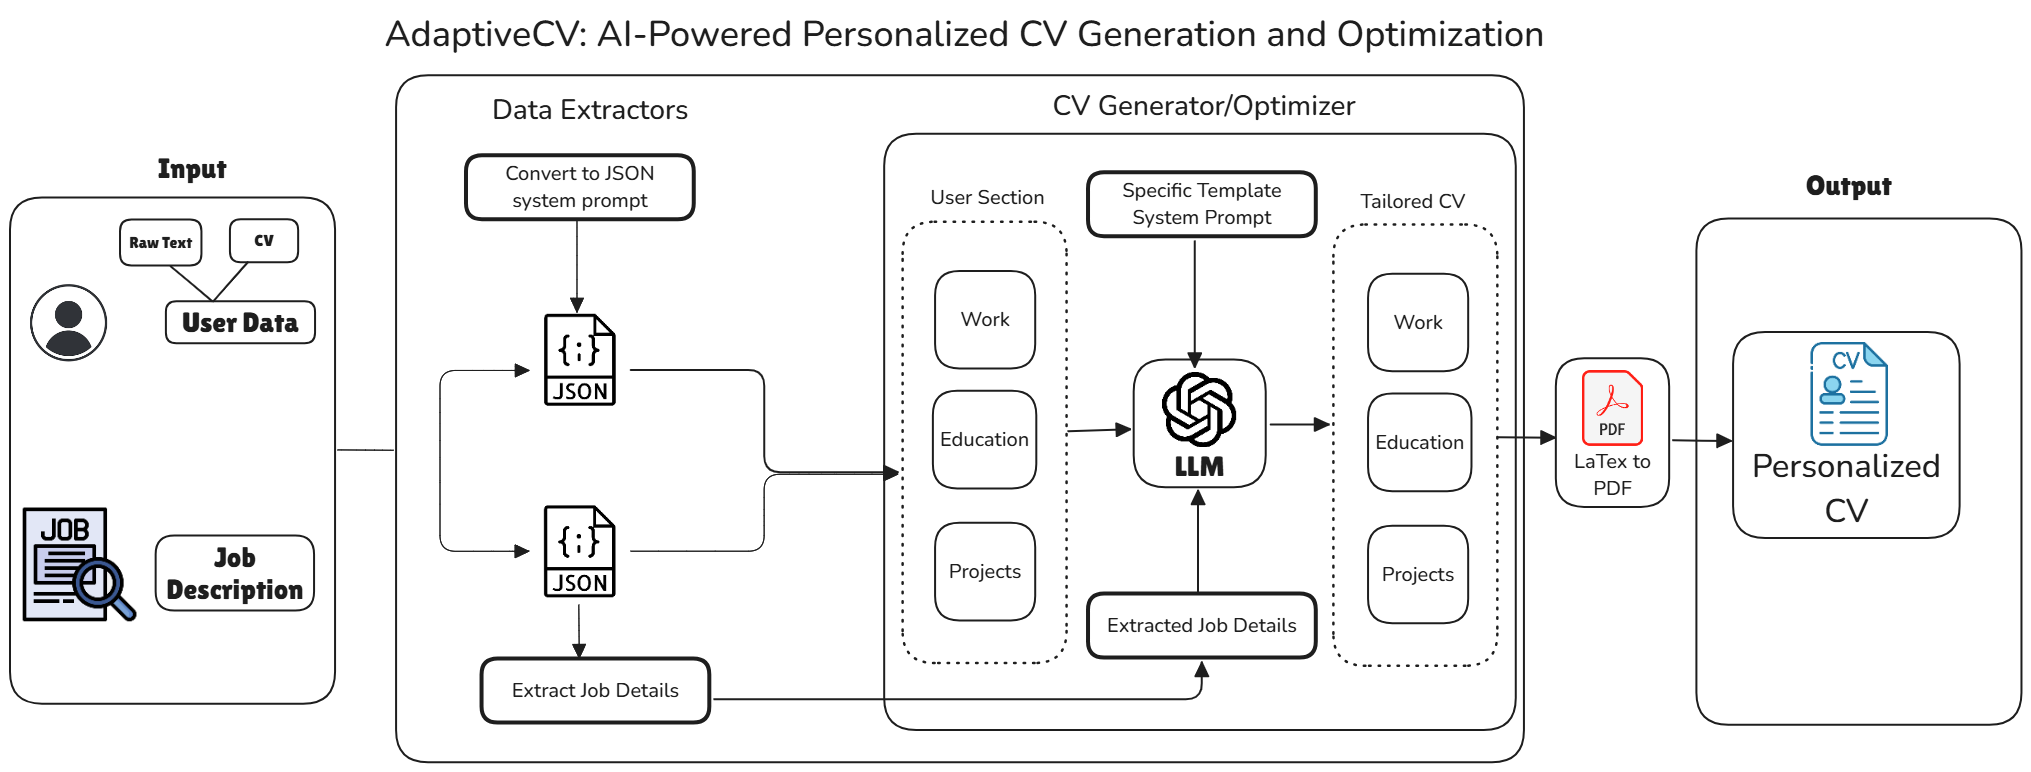 AdaptiveCV: AI-Powered Personalized CV Generation and Optimization
Input
Raw Text
CV
User Data
JOB
Job
Description
Data Extractors
Convert to JSON
system prompt
{;}
JSON
{;}
JSON
Extract Job Details
CV Generator/Optimizer
User Section
Work
Education
Projects
Specific Template
System Prompt
LLM
Extracted Job Details
Tailored CV
Work
Education
Projects
PDF
LaTex to
PDF
Output
CV
Personalized
CV